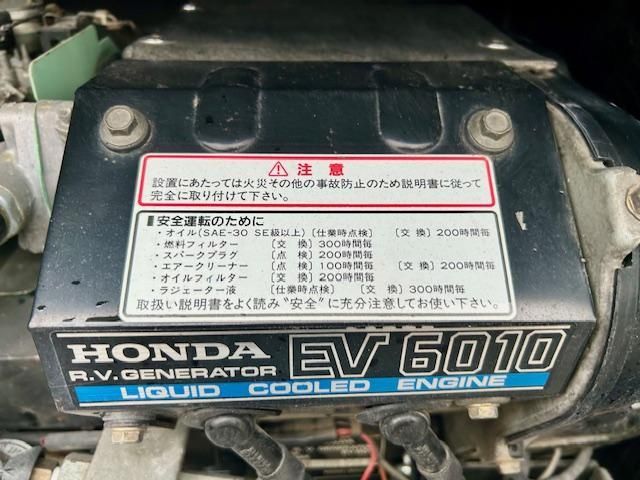 ⚠ 注意
設置にあたっては火災その他の事故防止のため説明書に従って
完全に取り付けて下さい。
安全運転のために
・オイル(SAE-30 SE級以上)〔仕業時点検〕 〔交換〕200時間毎
・燃料フィルター 〔交換〕300時間毎
・スパークプラグ 〔点検〕200時間毎
・エアークリーナー 〔点検〕100時間毎 〔交換〕200時間毎
・オイルフィルター 〔交換〕200時間毎
・ラジェーター液 〔仕業時点検〕 〔交換〕300時間毎
取扱い説明書をよく読み“安全”に充分注意してお使い下さい。
HONDA EV6010
R.V. GENERATOR
LIQUID COOLED ENGINE